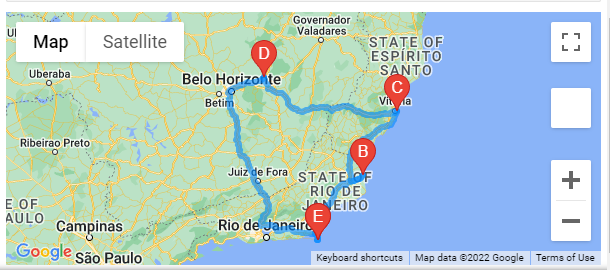 Map
Satellite
Governador
Valadares
STATE OF
ESPÍRITO
SANTO
Uberaba
D
Belo Horizonte
Betim
C
Vitória
Ribeirão Preto
B
Juiz de Fora
STATE OF
RIO DE
JANEIRO
E OF
AULO
Campinas
Rio de Janeiro
E
São Paulo
Google
Keyboard shortcuts
Map data ©2022 Google
Terms of Use